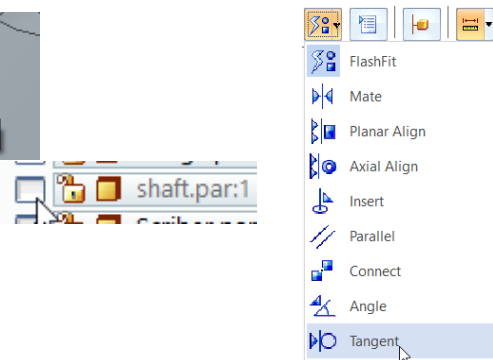 shaft.par:1
FlashFit
Mate
Planar Align
Axial Align
Insert
Parallel
Connect
Angle
Tangent